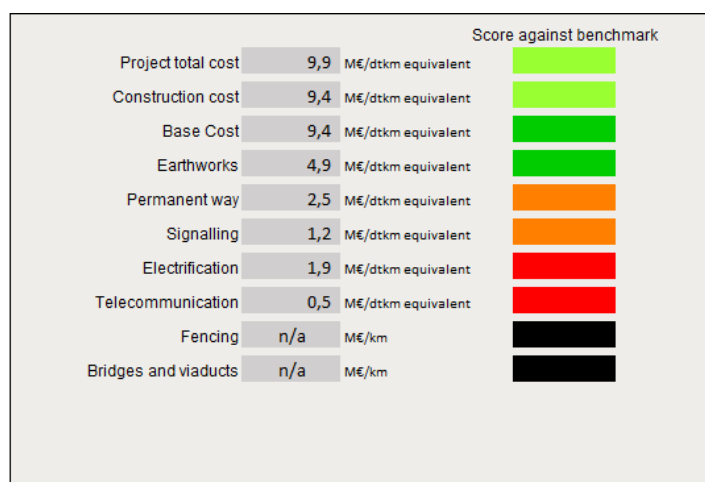 Score against benchmark
Project total cost 9,9 M€/dtkm equivalent
Construction cost 9,4 M€/dtkm equivalent
Base Cost 9,4 M€/dtkm equivalent
Earthworks 4,9 M€/dtkm equivalent
Permanent way 2,5 M€/dtkm equivalent
Signalling 1,2 M€/dtkm equivalent
Electrification 1,9 M€/dtkm equivalent
Telecommunication 0,5 M€/dtkm equivalent
Fencing n/a M€/km
Bridges and viaducts n/a M€/km